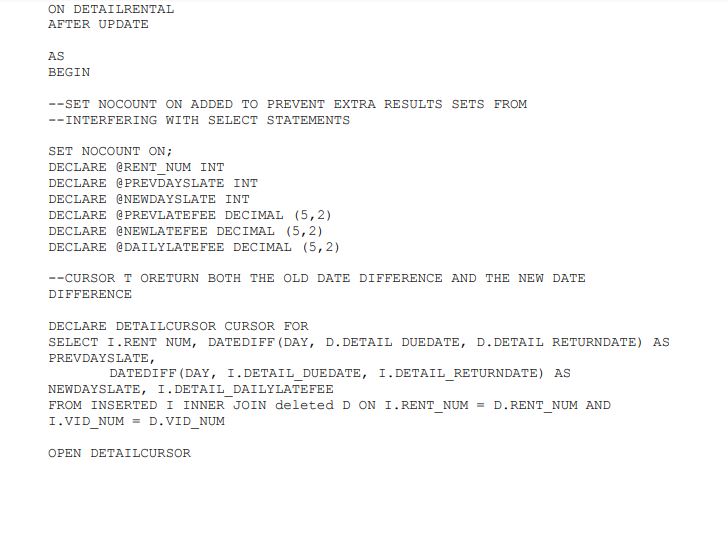 ON DETAILRENTAL
AFTER UPDATE
AS
BEGIN
--SET NOCOUNT ON ADDED TO PREVENT EXTRA RESULTS SETS FROM
--INTERFERING WITH SELECT STATEMENTS
SET NOCOUNT ON;
DECLARE @RENT_NUM INT
DECLARE @PREVDAYSLATE INT
DECLARE @NEWDAYSLATE INT
DECLARE @PREVLATEFEE DECIMAL (5,2)
DECLARE @NEWLATEFEE DECIMAL (5,2)
DECLARE @DAILYLATEFEE DECIMAL (5,2)
--CURSOR T ORETURN BOTH THE OLD DATE DIFFERENCE AND THE NEW DATE
DIFFERENCE
DECLARE DETAILCURSOR CURSOR FOR
SELECT I.RENT NUM, DATEDIFF(DAY, D.DETAIL DUEDATE, D.DETAIL RETURNDATE) AS
PREVDAYSLATE,
DATEDIFF(DAY, I.DETAIL_DUEDATE, I.DETAIL_RETURNDATE) AS
NEWDAYSLATE, I.DETAIL_DAILYLATEFEE
FROM INSERTED I INNER JOIN deleted D ON I.RENT_NUM = D.RENT_NUM AND
I.VID_NUM = D.VID_NUM
OPEN DETAILCURSOR